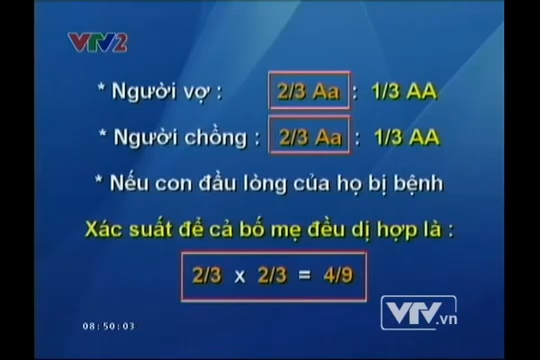 VTV2
* Người vợ : 2/3 Aa : 1/3 AA
* Người chồng : 2/3 Aa : 1/3 AA
* Nếu con đầu lòng của họ bị bệnh
Xác suất để cả bố mẹ đều dị hợp là :
2/3 x 2/3 = 4/9
08:50:03
VTV.vn